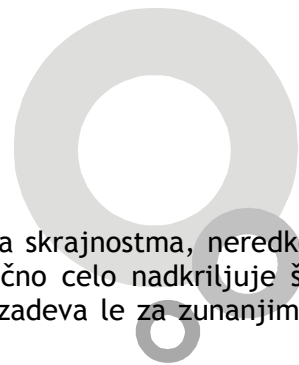 a skrajnostma, neredk
čno celo nadkriljuje š
zadeva le za zunanjim